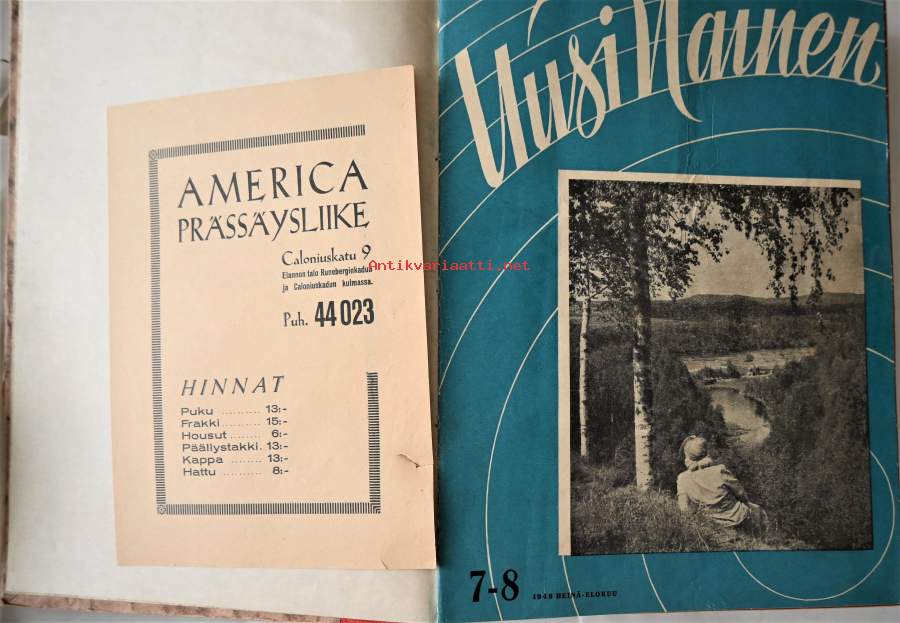 AMERICA
PRÄSSÄYSLIIKE
Caloniuskatu 9
Elannon talo Runeberginkadun
ja Caloniuskadun kulmassa.
Puh. 44 023
HINNAT
Puku .......... 13:-
Frakki .......... 15:-
Housut ........ 6:-
Päällystakki. 13:-
Kappa ........ 13:-
Hattu .......... 8:-
Antikvariaatti.net
Uusi Nainen
7-8 1948 HEINÄ-ELOKUU